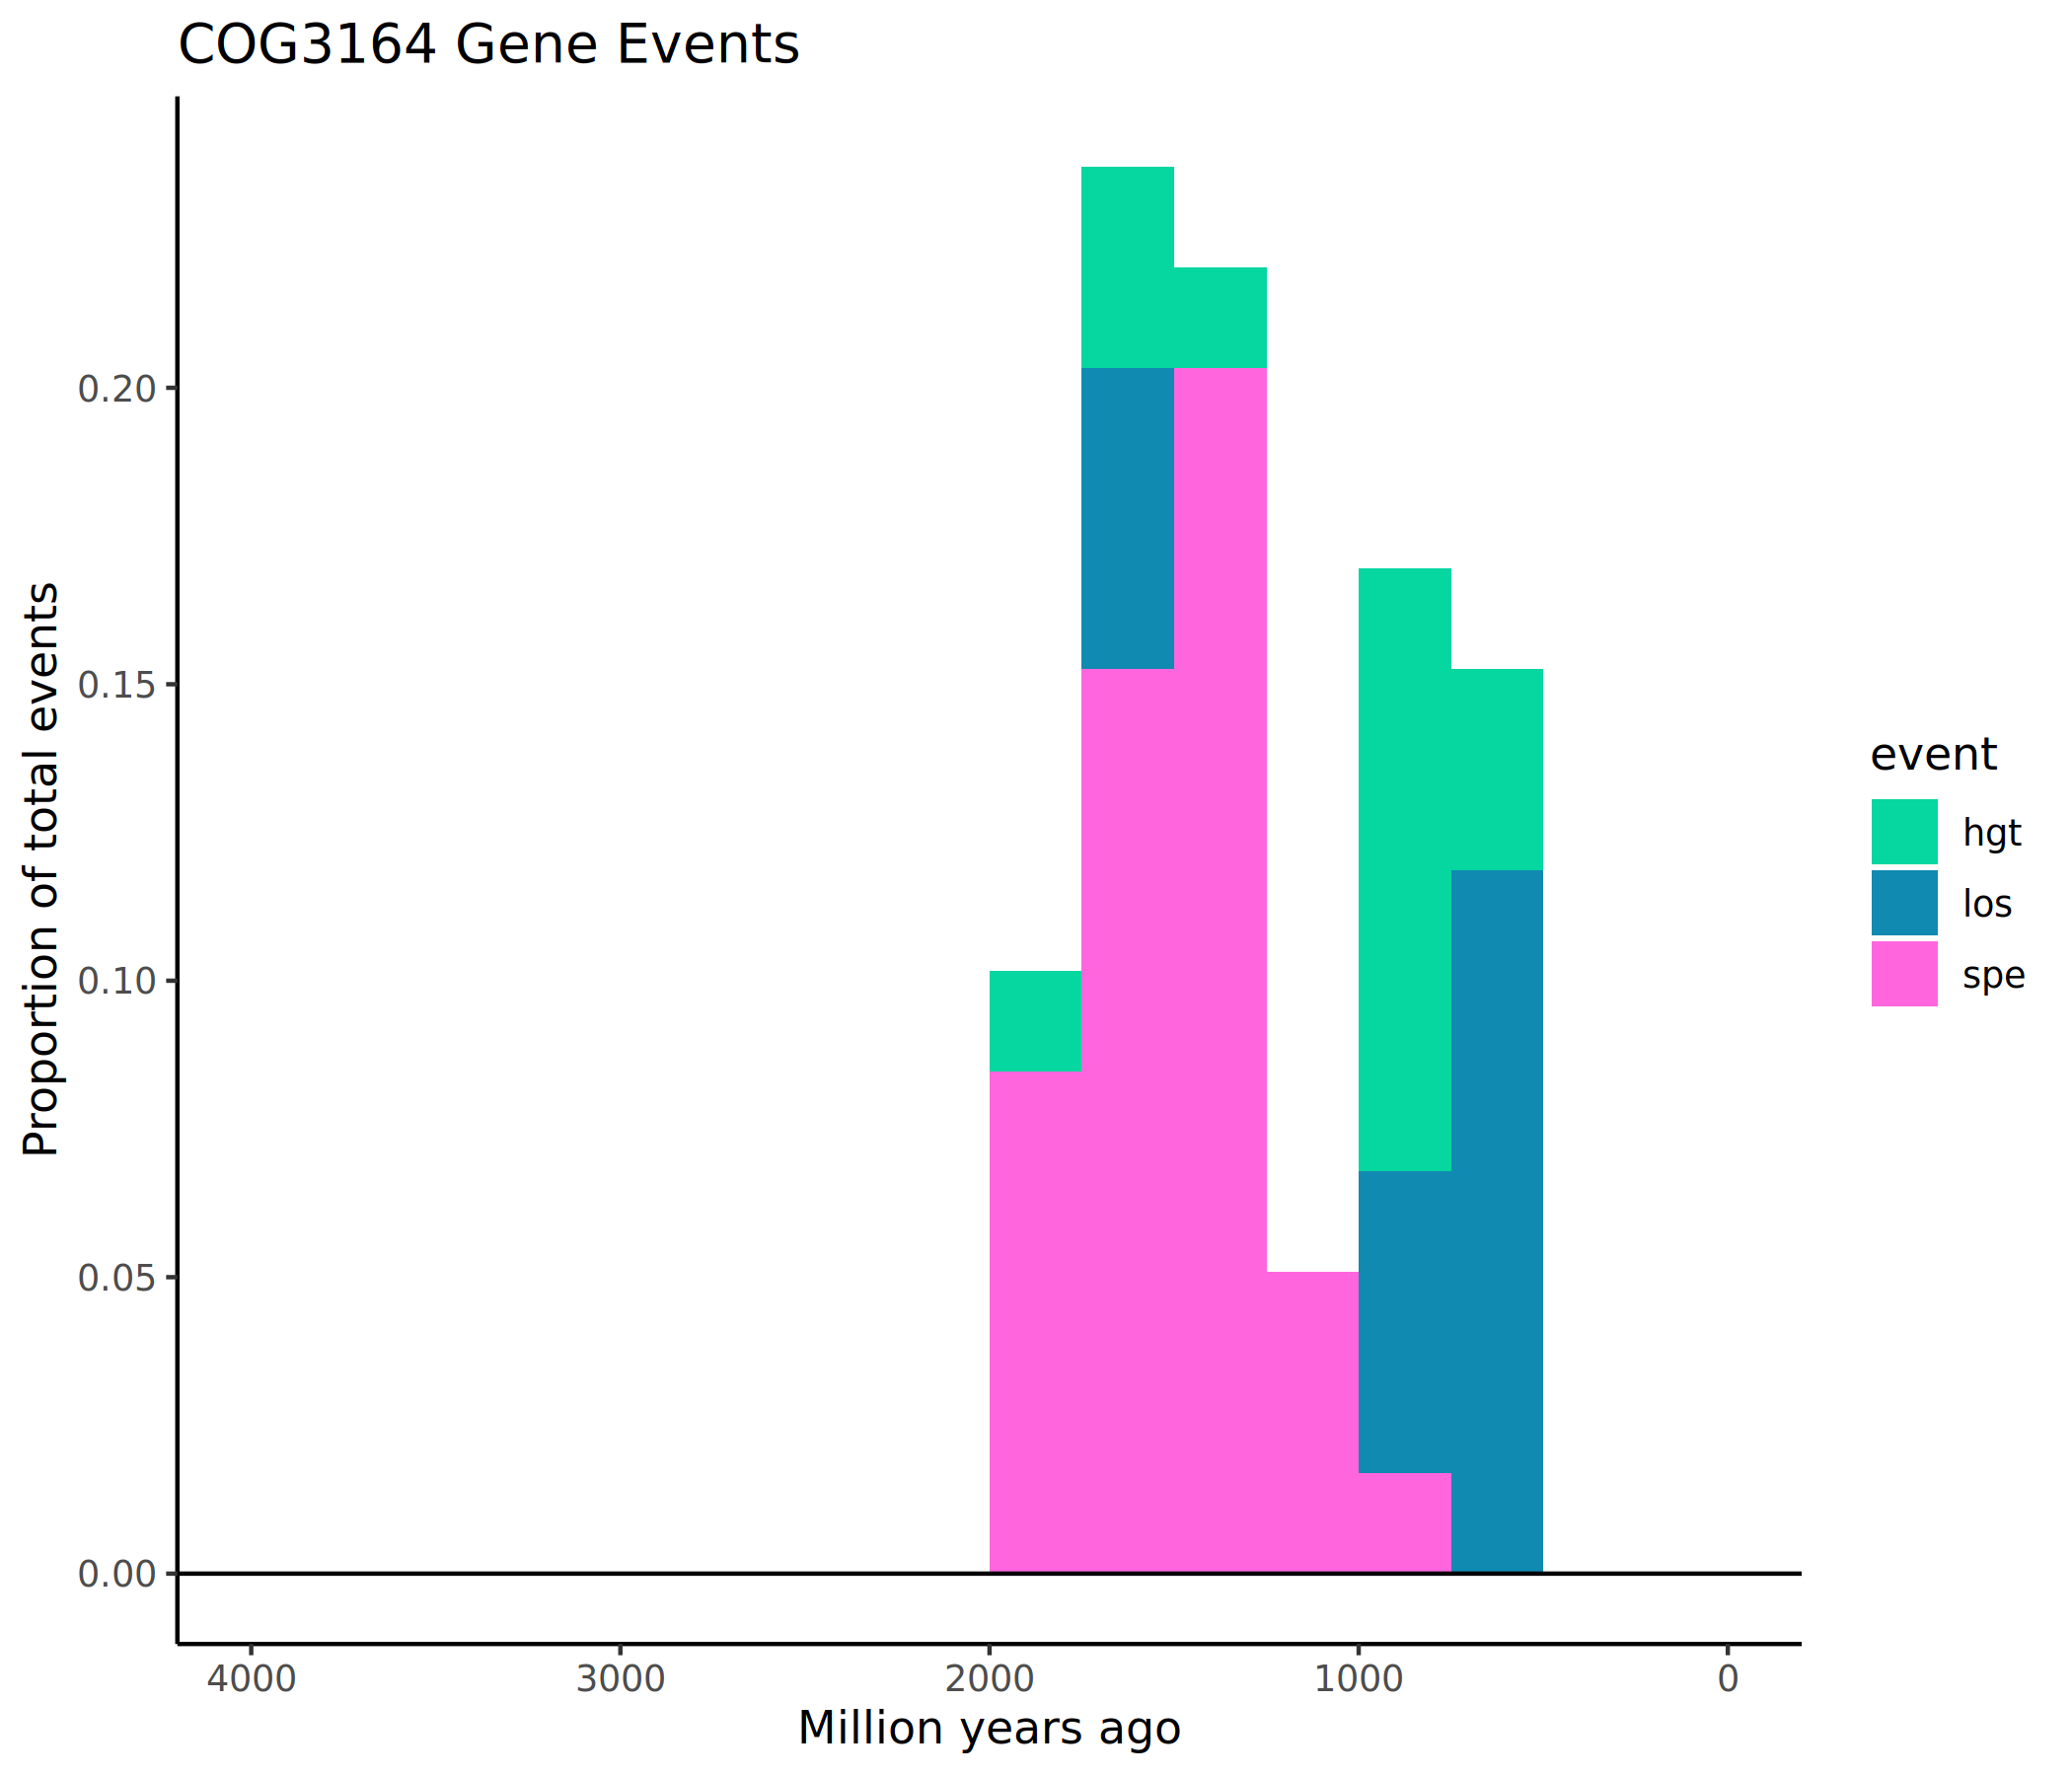 COG3164 Gene Events
Proportion of total events
0.20
0.15
0.10
0.05
0.00
4000 3000 2000 1000 0
Million years ago
event
hgt
los
spe